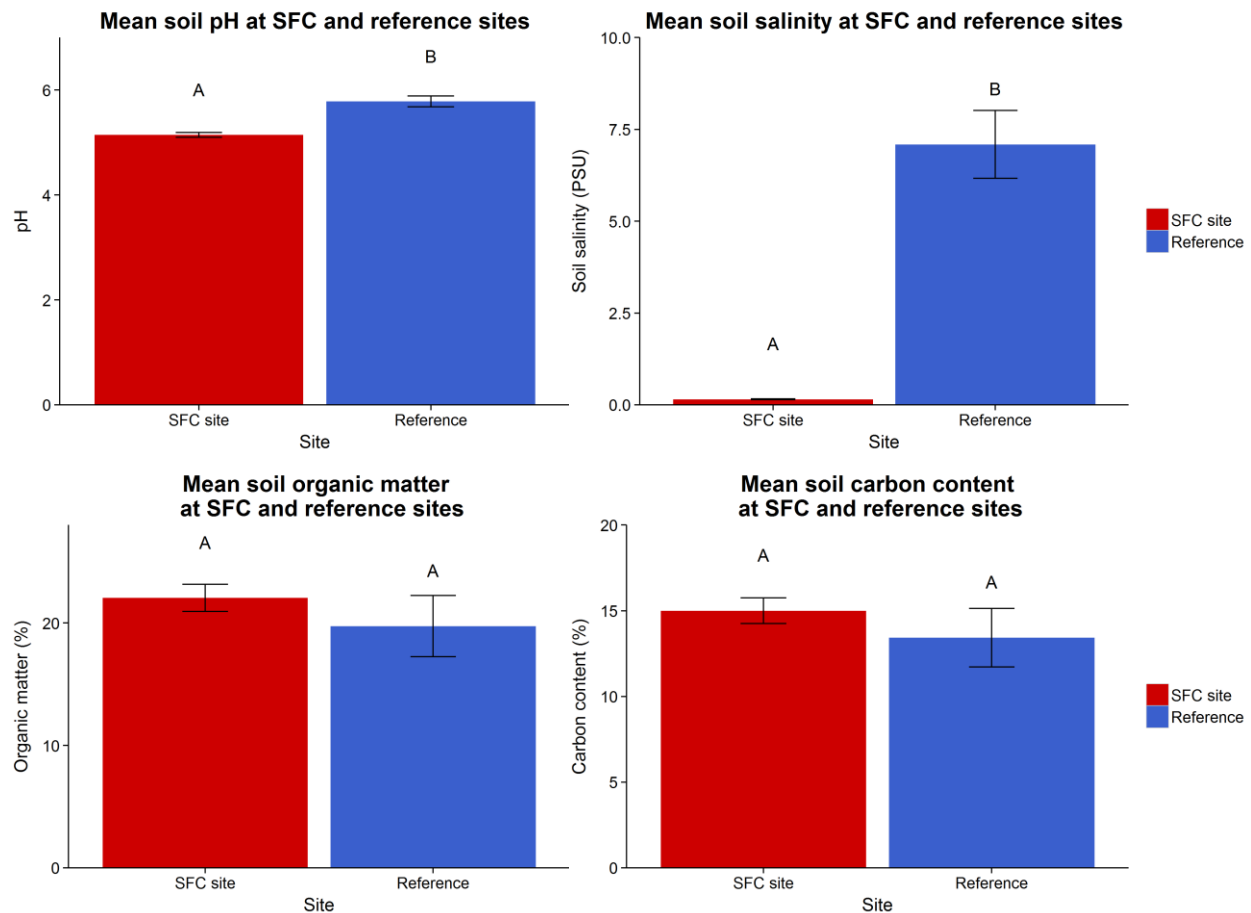 Mean soil pH at SFC and reference sites
A
B
6
4
2
0
pH
SFC site
Reference
Site
Mean soil salinity at SFC and reference sites
10.0
7.5
5.0
2.5
0.0
Soil salinity (PSU)
A
B
SFC site
Reference
Site
SFC site
Reference
Mean soil organic matter
at SFC and reference sites
A
A
20
10
0
Organic matter (%)
SFC site
Reference
Site
Mean soil carbon content
at SFC and reference sites
20
15
10
5
0
Carbon content (%)
A
A
SFC site
Reference
Site
SFC site
Reference